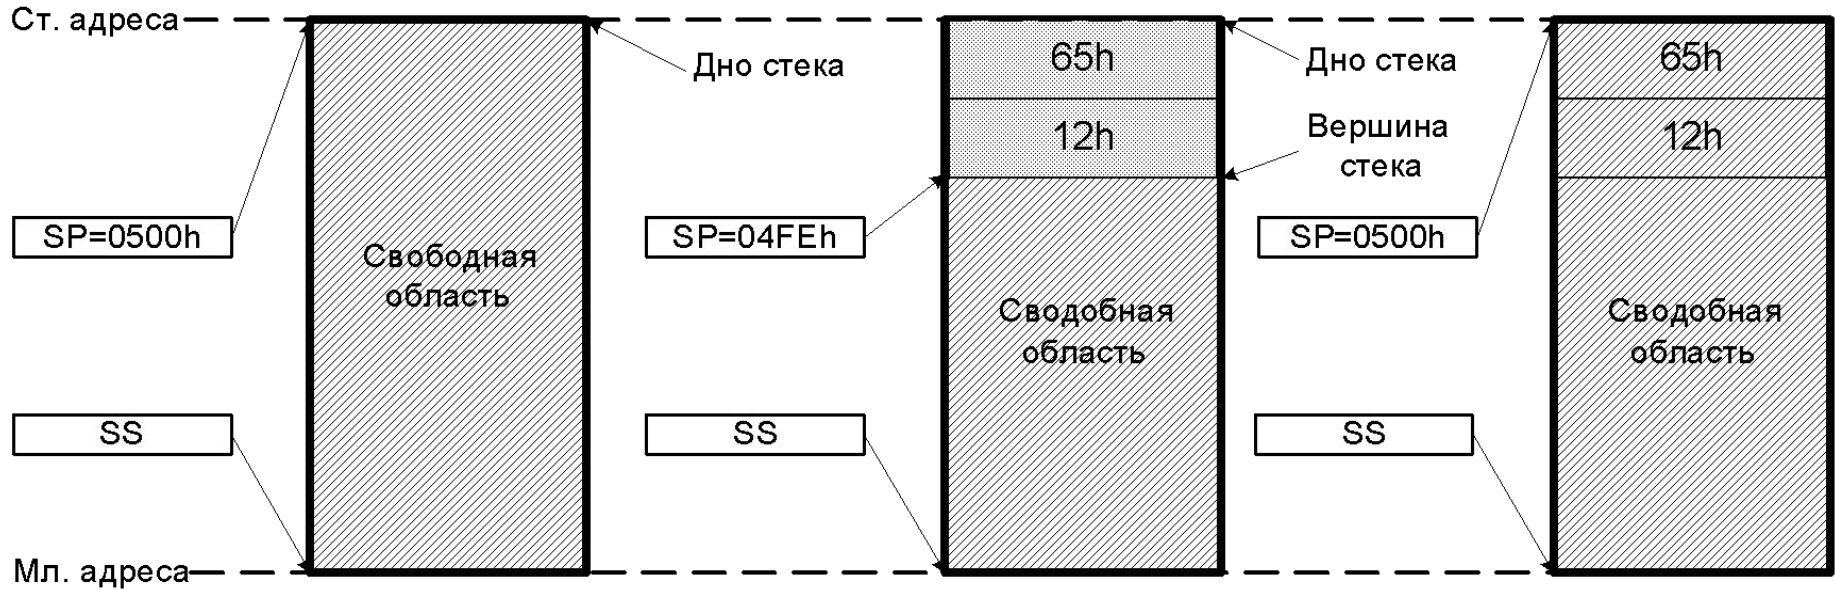 Ст. адреса
Дно стека
SP=0500h
Свободная
область
SS
Мл. адреса
65h
12h
Дно стека
Вершина
стека
SP=04FEh
Сводобная
область
SS
65h
12h
SP=0500h
Сводобная
область
SS